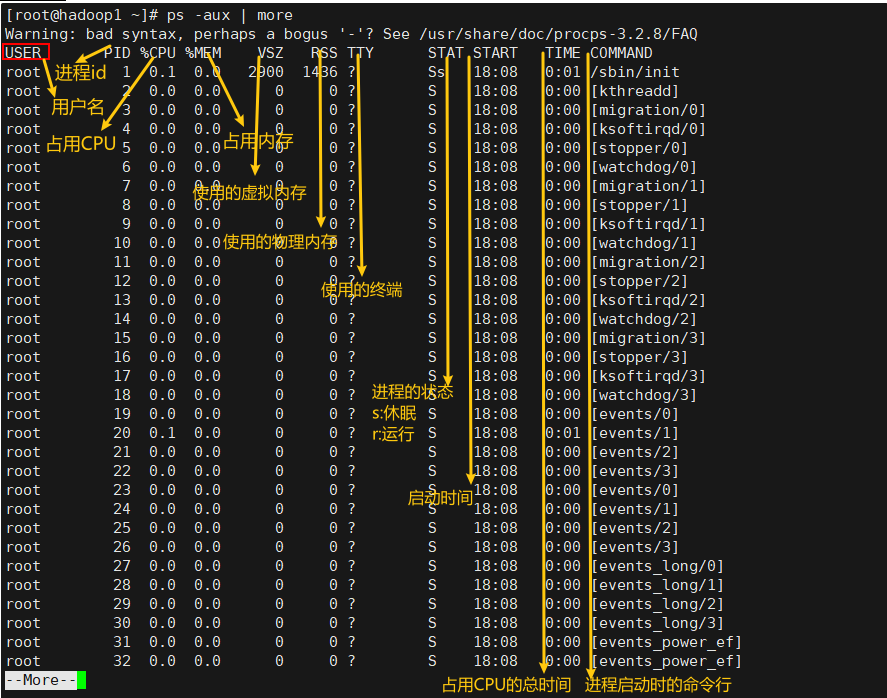 [root@hadoop1 ~]# ps -aux | more
Warning: bad syntax, perhaps a bogus '-'? See /usr/share/doc/procps-3.2.8/FAQ
USER PID %CPU %MEM VSZ RSS TTY STAT START TIME COMMAND
root 1 0.1 0.0 2900 1436 ? Ss 18:08 0:01 /sbin/init
进程id
root 2 0.0 0.0 0 0 ? S 18:08 0:00 [kthreadd]
用户名
root 3 0.0 0.0 0 0 ? S 18:08 0:00 [migration/0]
root 4 0.0 0.0 0 0 ? S 18:08 0:00 [ksoftirqd/0]
占用CPU 占用内存
root 5 0.0 0.0 0 0 ? S 18:08 0:00 [stopper/0]
root 6 0.0 0.0 0 0 ? S 18:08 0:00 [watchdog/0]
root 7 0.0 0.0 0 0 ? S 18:08 0:00 [migration/1]
使用的虚拟内存
root 8 0.0 0.0 0 0 ? S 18:08 0:00 [stopper/1]
root 9 0.0 0.0 0 0 ? S 18:08 0:00 [ksoftirqd/1]
root 10 0.0 0.0 0 0 ? S 18:08 0:00 [watchdog/1]
使用的物理内存
root 11 0.0 0.0 0 0 ? S 18:08 0:00 [migration/2]
root 12 0.0 0.0 0 0 ? S 18:08 0:00 [stopper/2]
使用的终端
root 13 0.0 0.0 0 0 ? S 18:08 0:00 [ksoftirqd/2]
root 14 0.0 0.0 0 0 ? S 18:08 0:00 [watchdog/2]
root 15 0.0 0.0 0 0 ? S 18:08 0:00 [migration/3]
root 16 0.0 0.0 0 0 ? S 18:08 0:00 [stopper/3]
root 17 0.0 0.0 0 0 ? S 18:08 0:00 [ksoftirqd/3]
root 18 0.0 0.0 0 0 ? S 18:08 0:00 [watchdog/3]
进程的状态
root 19 0.0 0.0 0 0 ? S 18:08 0:00 [events/0]
s:休眠
root 20 0.1 0.0 0 0 ? S 18:08 0:01 [events/1]
r:运行
root 21 0.0 0.0 0 0 ? S 18:08 0:00 [events/2]
root 22 0.0 0.0 0 0 ? S 18:08 0:00 [events/3]
root 23 0.0 0.0 0 0 ? S 18:08 0:00 [events/0]
启动时间
root 24 0.0 0.0 0 0 ? S 18:08 0:00 [events/1]
root 25 0.0 0.0 0 0 ? S 18:08 0:00 [events/2]
root 26 0.0 0.0 0 0 ? S 18:08 0:00 [events/3]
root 27 0.0 0.0 0 0 ? S 18:08 0:00 [events_long/0]
root 28 0.0 0.0 0 0 ? S 18:08 0:00 [events_long/1]
root 29 0.0 0.0 0 0 ? S 18:08 0:00 [events_long/2]
root 30 0.0 0.0 0 0 ? S 18:08 0:00 [events_long/3]
root 31 0.0 0.0 0 0 ? S 18:08 0:00 [events_power_ef]
root 32 0.0 0.0 0 0 ? S 18:08 0:00 [events_power_ef]
--More--
占用CPU的总时间 进程启动时的命令行